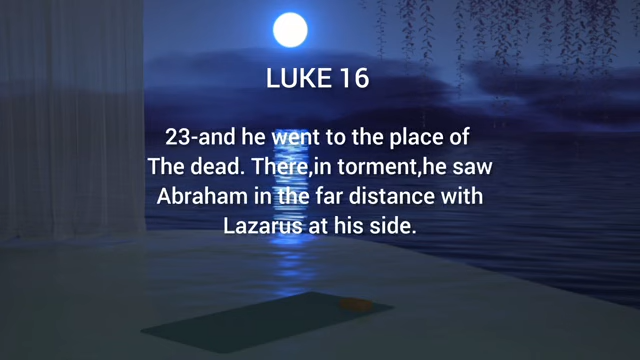 LUKE 16
23-and he went to the place of
The dead. There,in torment,he saw
Abraham in the far distance with
Lazarus at his side.